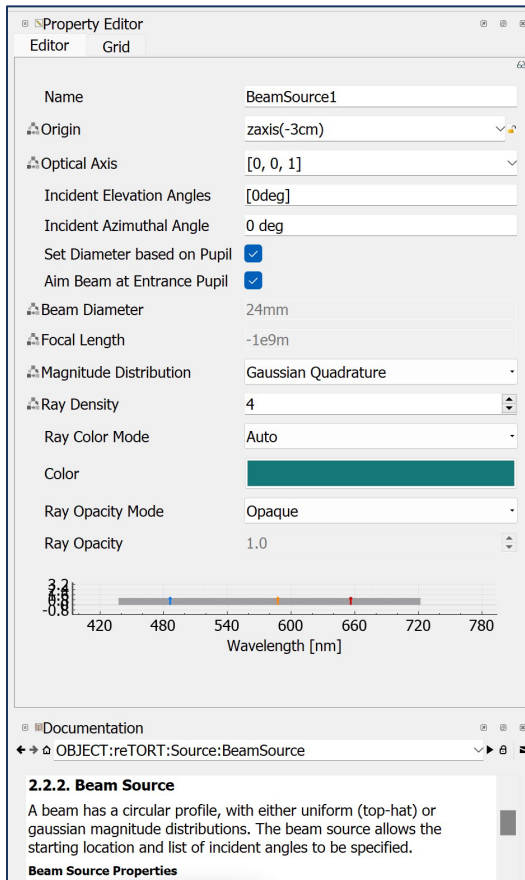 Property Editor
Editor Grid
Name BeamSource1
Origin zaxis(-3cm)
Optical Axis [0, 0, 1]
Incident Elevation Angles [0deg]
Incident Azimuthal Angle 0 deg
Set Diameter based on Pupil
Aim Beam at Entrance Pupil
Beam Diameter 24mm
Focal Length -1e9m
Magnitude Distribution Gaussian Quadrature
Ray Density 4
Ray Color Mode Auto
Color
Ray Opacity Mode Opaque
Ray Opacity 1.0
3.2
-0.8
420 480 540 600 660 720 780
Wavelength [nm]
Documentation
OBJECT:reTORT:Source:BeamSource
2.2.2. Beam Source
A beam has a circular profile, with either uniform (top-hat) or
gaussian magnitude distributions. The beam source allows the
starting location and list of incident angles to be specified.
Beam Source Properties